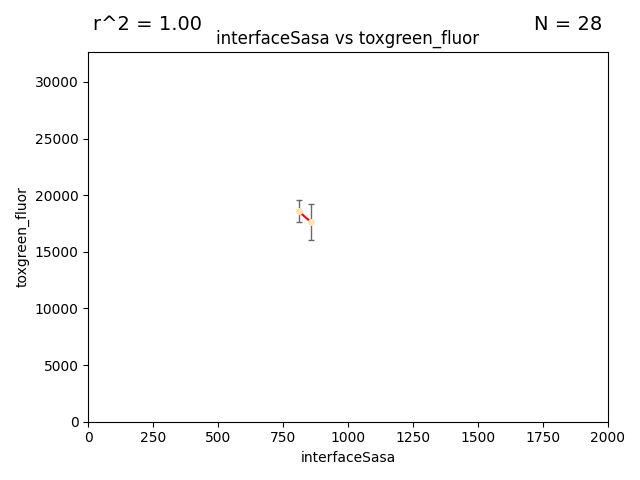 r^2 = 1.00
N = 28
interfaceSasa vs toxgreen_fluor
30000
25000
20000
15000
10000
5000
0
toxgreen_fluor
0 250 500 750 1000 1250 1500 1750 2000
interfaceSasa